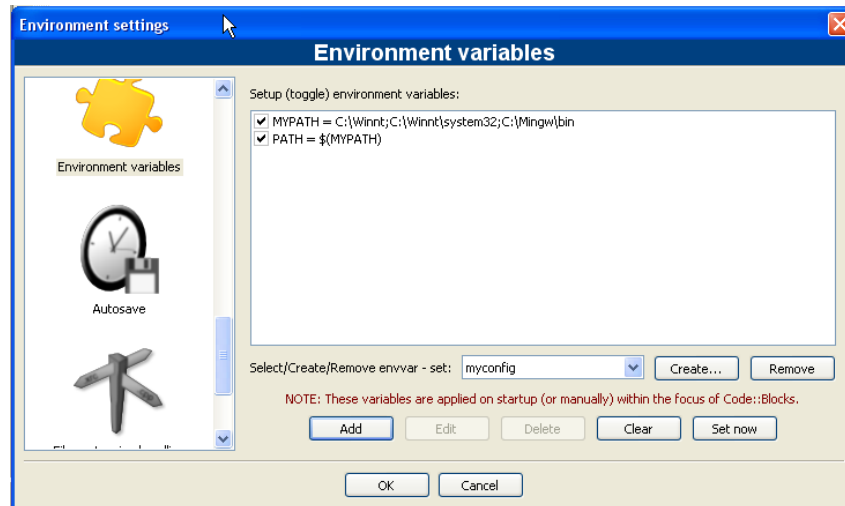 Environment settings
Environment variables
Setup (toggle) environment variables:
MYPATH = C:\Winnt;C:\Winnt\system32;C:\Mingw\bin
PATH = $(MYPATH)
Environment variables
Autosave
Select/Create/Remove envvar - set: myconfig Create... Remove
NOTE: These variables are applied on startup (or manually) within the focus of Code::Blocks.
Add Edit Delete Clear Set now
OK Cancel